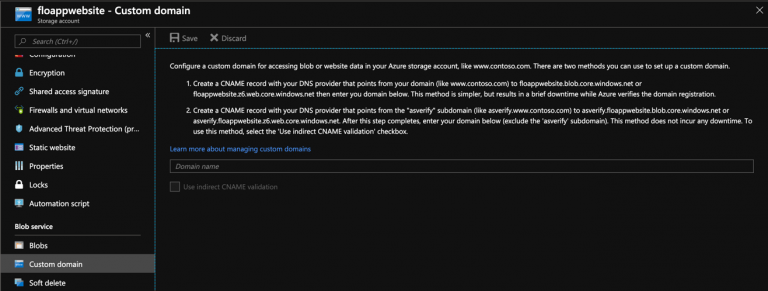 floappwebsite - Custom domain
Storage account
Search (Ctrl+/)
Configuration
Encryption
Shared access signature
Firewalls and virtual networks
Advanced Threat Protection (pr...
Static website
Properties
Locks
Automation script
Blob service
Blobs
Custom domain
Soft delete
Save
Discard
Configure a custom domain for accessing blob or website data in your Azure storage account, like www.contoso.com. There are two methods you can use to set up a custom domain.
1. Create a CNAME record with your DNS provider that points from your domain (like www.contoso.com) to floappwebsite.blob.core.windows.net or
floappwebsite.z6.web.core.windows.net then enter you domain below. This method is simpler, but results in a brief downtime while Azure verifies the domain registration.
2. Create a CNAME record with your DNS provider that points from the "asverify" subdomain (like asverify.www.contoso.com) to asverify.floappwebsite.blob.core.windows.net or
asverify.floappwebsite.z6.web.core.windows.net. After this step completes, enter your domain below (exclude the 'asverify' subdomain). This method does not incur any downtime. To
use this method, select the 'Use indirect CNAME validation' checkbox.
Learn more about managing custom domains
Domain name
Use indirect CNAME validation